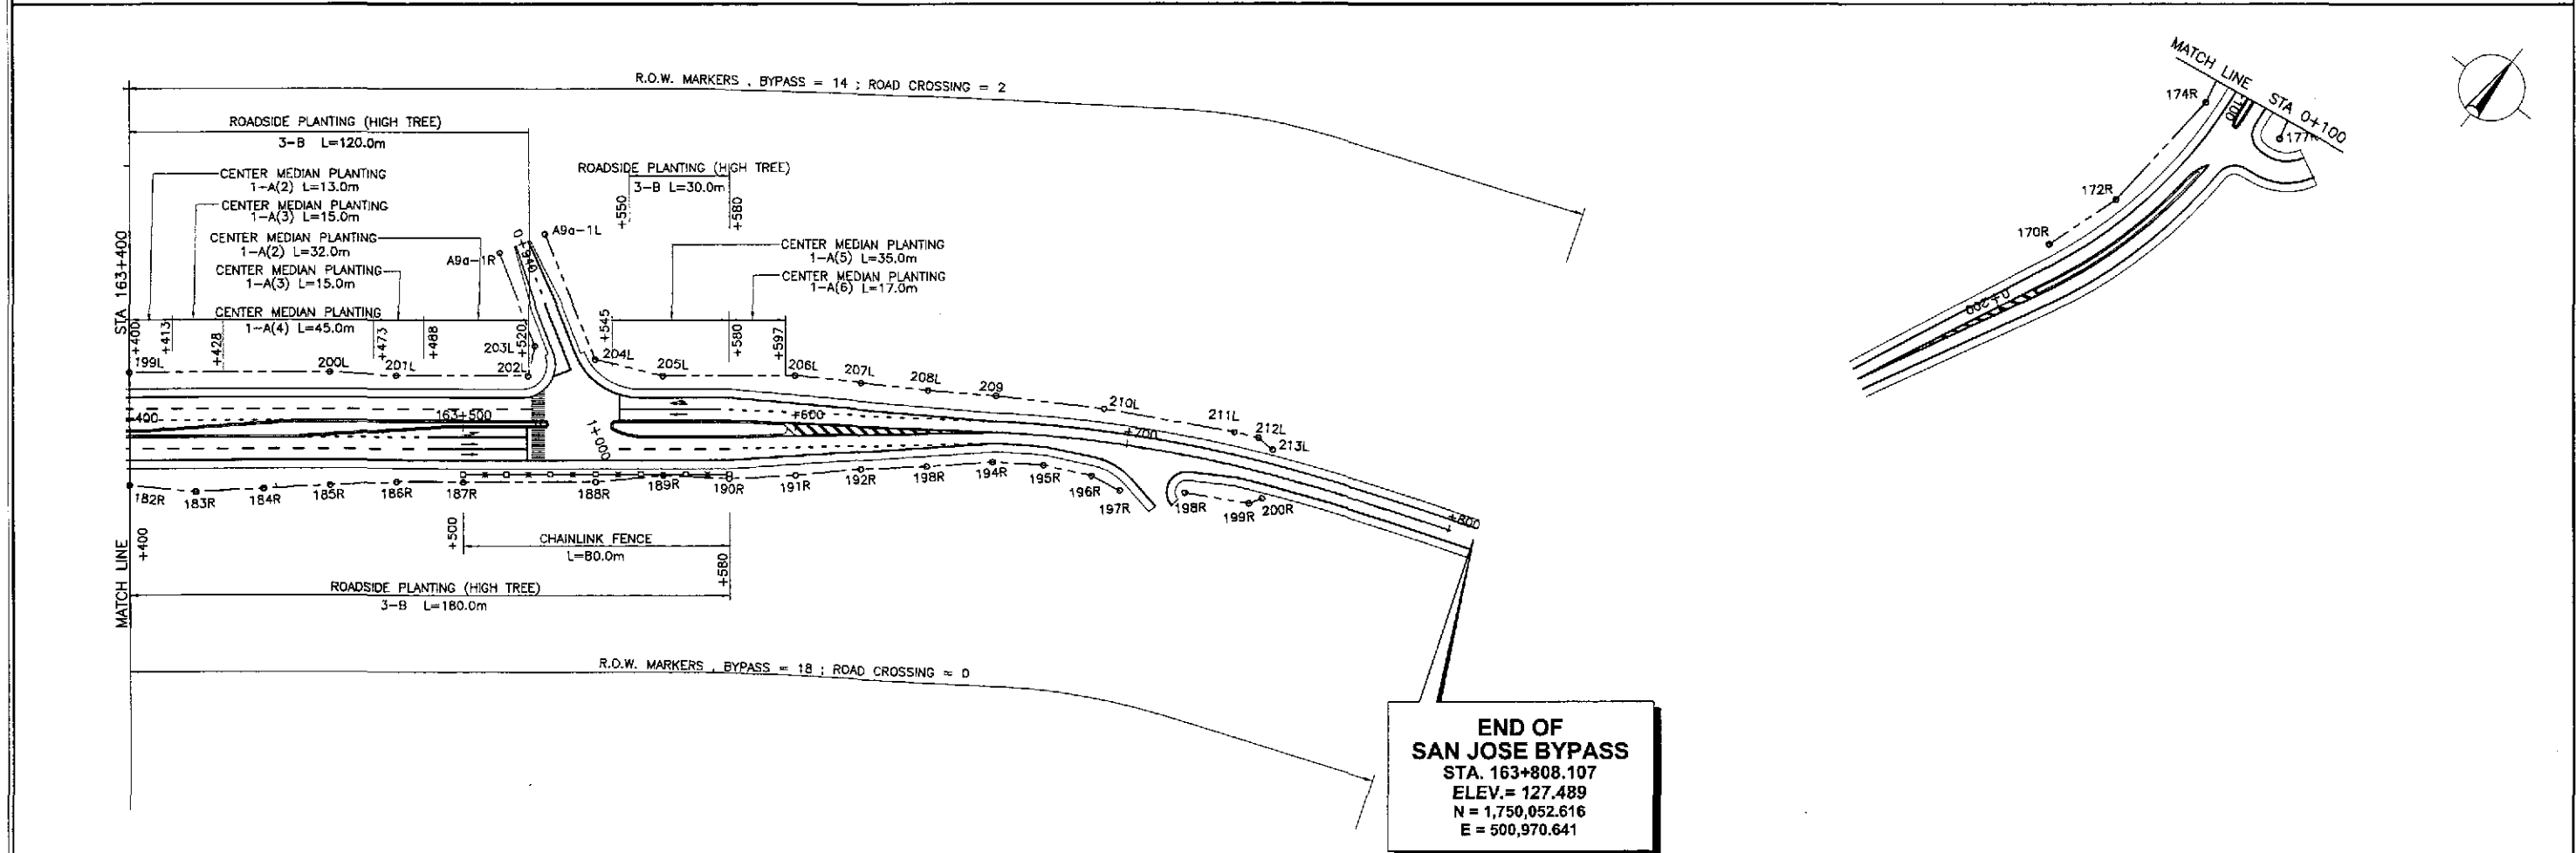 R.O.W. MARKERS , BYPASS = 14 ; ROAD CROSSING = 2
MATCH LINE STA 0+100
174R
+100
177R
172R
170R
0+200
ROADSIDE PLANTING (HIGH TREE)
3-B L=120.0m
CENTER MEDIAN PLANTING
1-A(2) L=13.0m
CENTER MEDIAN PLANTING
1-A(3) L=15.0m
CENTER MEDIAN PLANTING
1-A(2) L=32.0m
CENTER MEDIAN PLANTING
1-A(3) L=15.0m
CENTER MEDIAN PLANTING
1-A(4) L=45.0m
ROADSIDE PLANTING (HIGH TREE)
3-B L=30.0m
+550
+580
CENTER MEDIAN PLANTING
1-A(5) L=35.0m
CENTER MEDIAN PLANTING
1-A(6) L=17.0m
A9a-1R
0+940
A9a-1L
STA 163+400
+400
+413
+428
+473
+488
+520
+545
+580
+597
199L
200L
201L
202L
203L
204L
205L
206L
207L
208L
209
210L
211L
212L
213L
+400
163+500
1+000
+600
+700
+800
182R
183R
184R
185R
186R
187R
188R
189R
190R
191R
192R
198R
194R
195R
196R
197R
198R
199R
200R
MATCH LINE
+400
+500
CHAINLINK FENCE
L=80.0m
+580
ROADSIDE PLANTING (HIGH TREE)
3-B L=180.0m
R.O.W. MARKERS , BYPASS = 18 ; ROAD CROSSING = 0
END OF
SAN JOSE BYPASS
STA. 163+808.107
ELEV.= 127.489
N = 1,750,052.616
E = 500,970.641